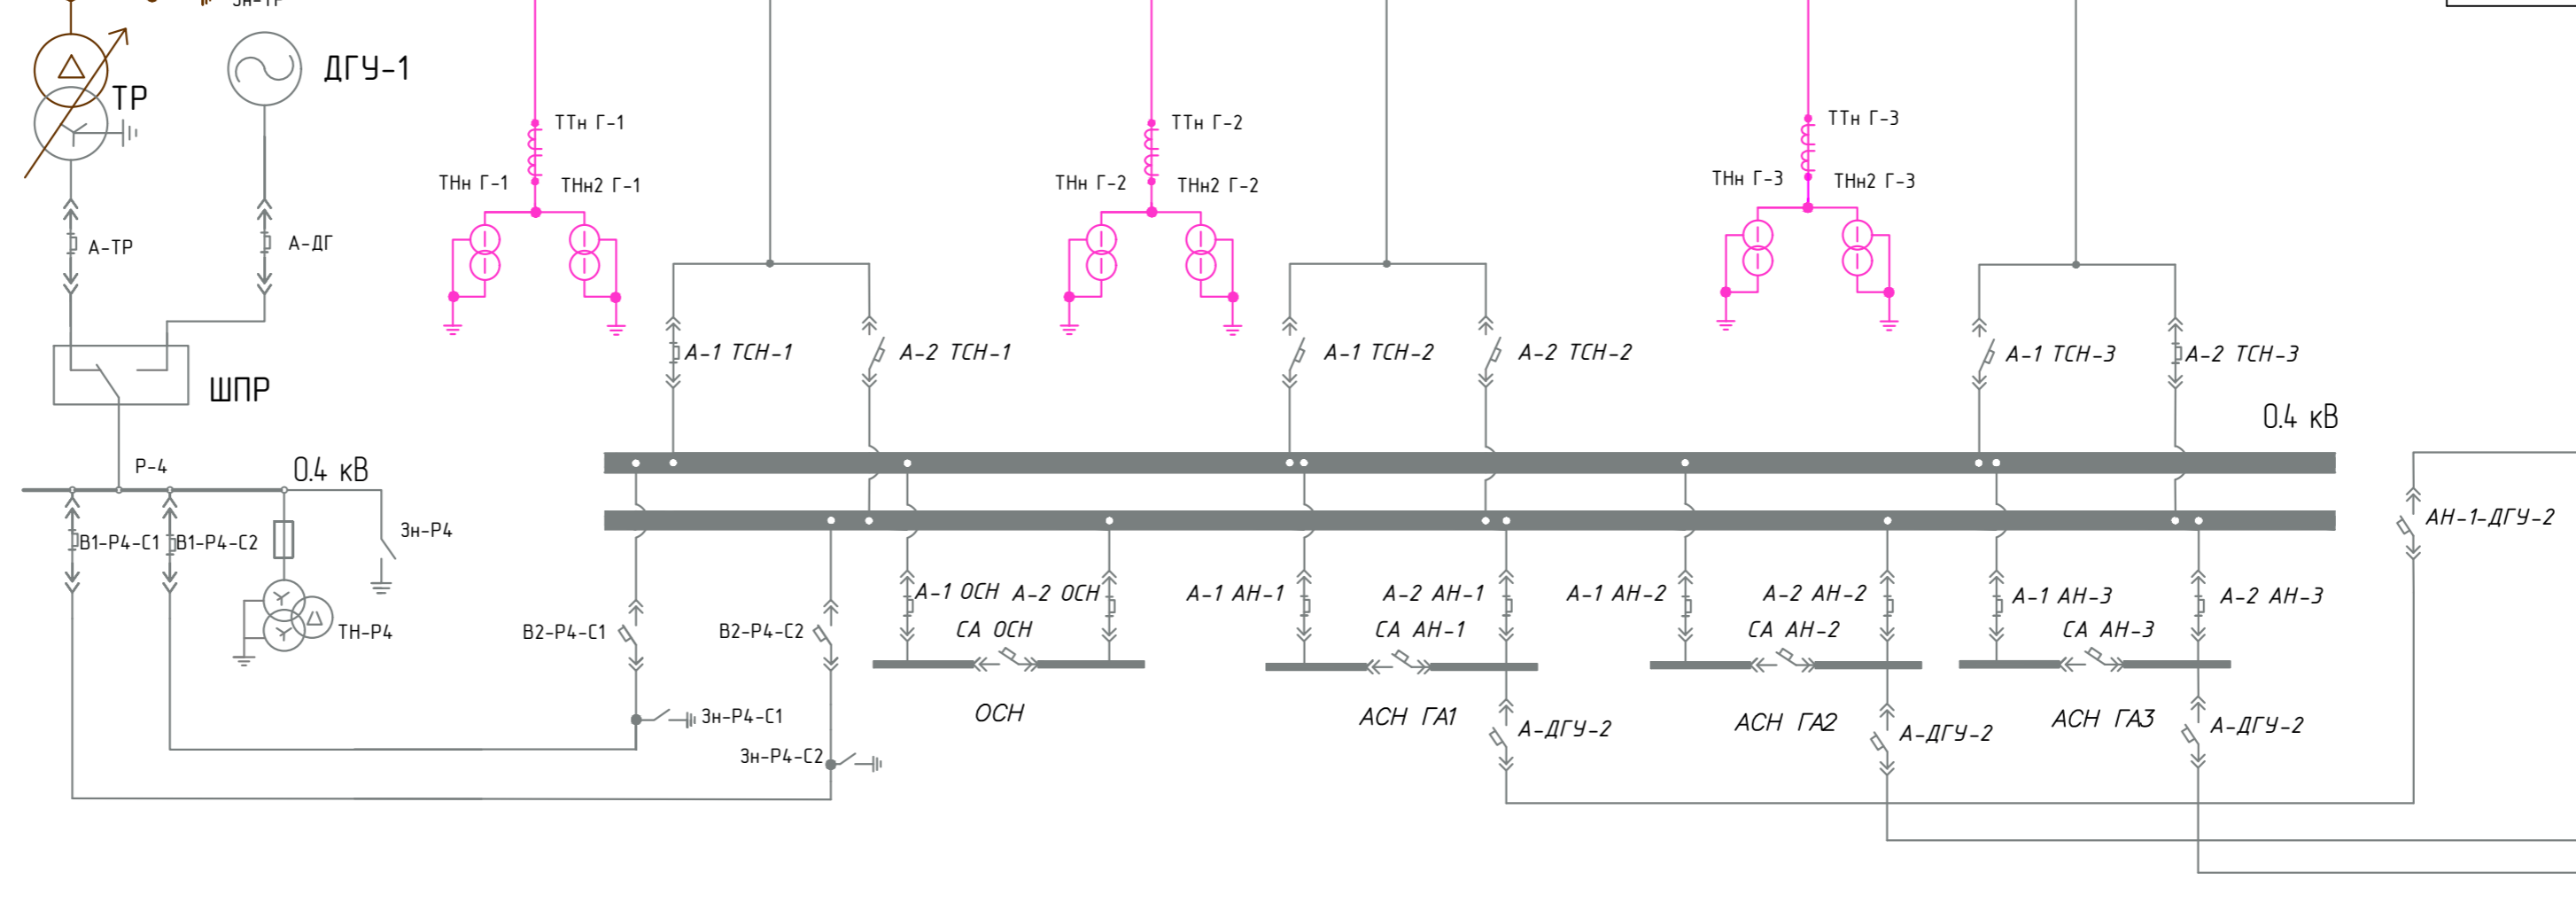 Зн-ТР
ТР
ДГУ-1
ТТн Г-1
ТНн Г-1
ТНн2 Г-1
ТТн Г-2
ТНн Г-2
ТНн2 Г-2
ТТн Г-3
ТНн Г-3
ТНн2 Г-3
А-ТР
А-ДГ
А-1 ТСН-1
А-2 ТСН-1
А-1 ТСН-2
А-2 ТСН-2
А-1 ТСН-3
А-2 ТСН-3
ШПР
0.4 кВ
Р-4
0.4 кВ
Зн-Р4
В1-Р4-С1
В1-Р4-С2
АН-1-ДГУ-2
ТН-Р4
В2-Р4-С1
В2-Р4-С2
А-1 ОСН
А-2 ОСН
СА ОСН
А-1 АН-1
А-2 АН-1
СА АН-1
А-1 АН-2
А-2 АН-2
СА АН-2
А-1 АН-3
А-2 АН-3
СА АН-3
Зн-Р4-С1
Зн-Р4-С2
ОСН
АСН ГА1
А-ДГУ-2
АСН ГА2
А-ДГУ-2
АСН ГА3
А-ДГУ-2